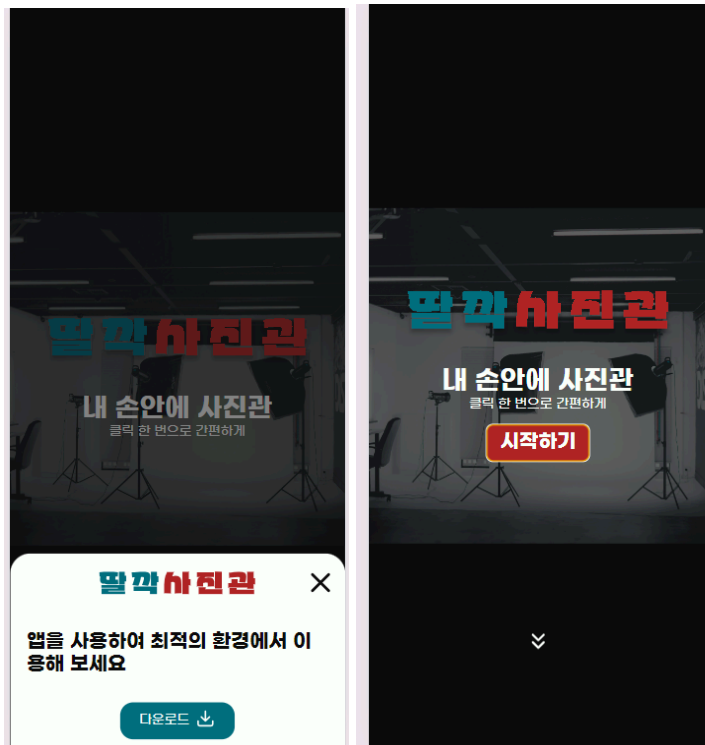 딸깍사진관
내 손안에 사진관
클릭 한 번으로 간편하게
딸깍사진관
앱을 사용하여 최적의 환경에서 이
용해 보세요
다운로드
딸깍사진관
내 손안에 사진관
클릭 한 번으로 간편하게
시작하기